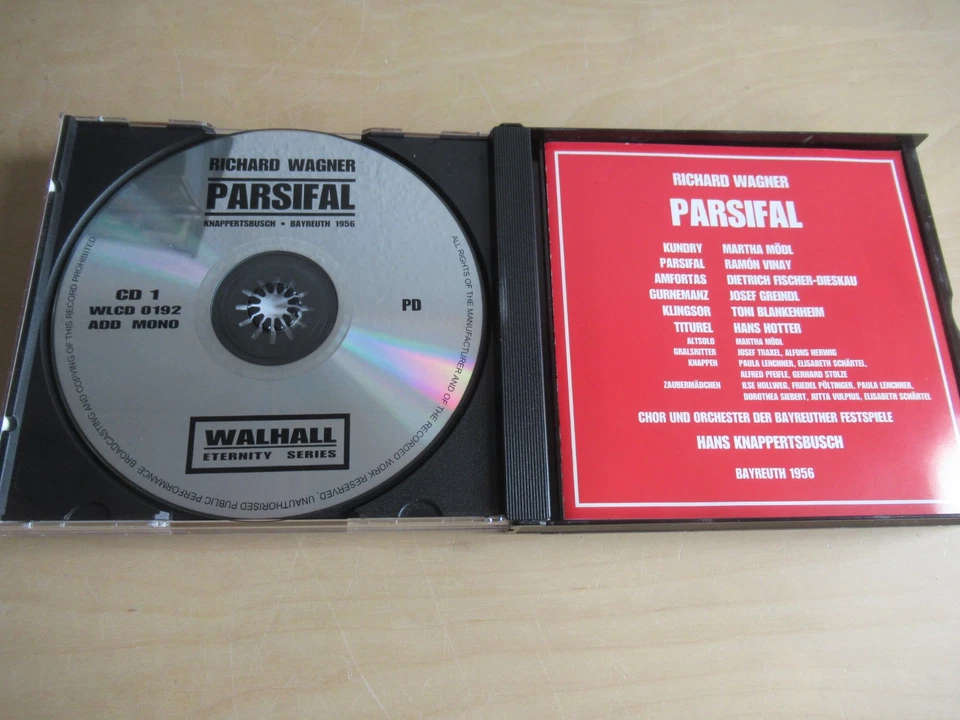 RICHARD WAGNER
PARSIFAL
KNAPPERTSBUSCH • BAYREUTH 1956
CD 1
WLCD 0192
ADD MONO
PD
WALHALL
ETERNITY SERIES
ALL RIGHTS OF THE MANUFACTURER AND OF THE RECORDED WORK RESERVED. UNAUTHORISED PUBLIC PERFORMANCE, BROADCASTING AND COPYING OF THIS RECORD PROHIBITED
RICHARD WAGNER
PARSIFAL
KUNDRY MARTHA MÖDL
PARSIFAL RAMÓN VINAY
AMFORTAS DIETRICH FISCHER-DIESKAU
GURNEMANZ JOSEF GREINDL
KLINGSOR TONI BLANKENHEIM
TITUREL HANS HOTTER
ALTSOLO MARTHA MÖDL
GRALSRITTER JOSEF TRAXEL, ALFONS HERWIG
KNAPPEN PAULA LENCHNER, ELISABETH SCHÄRTEL,
ALFRED PFEIFLE, GERHARD STOLZE
ZAUBERMÄDCHEN ILSE HOLLWEG, FRIEDEL PÖLTINGER, PAULA LENCHNER,
DOROTHEA SIEBERT, JUTTA VULPIUS, ELISABETH SCHÄRTEL
CHOR UND ORCHESTER DER BAYREUTHER FESTSPIELE
HANS KNAPPERTSBUSCH
BAYREUTH 1956